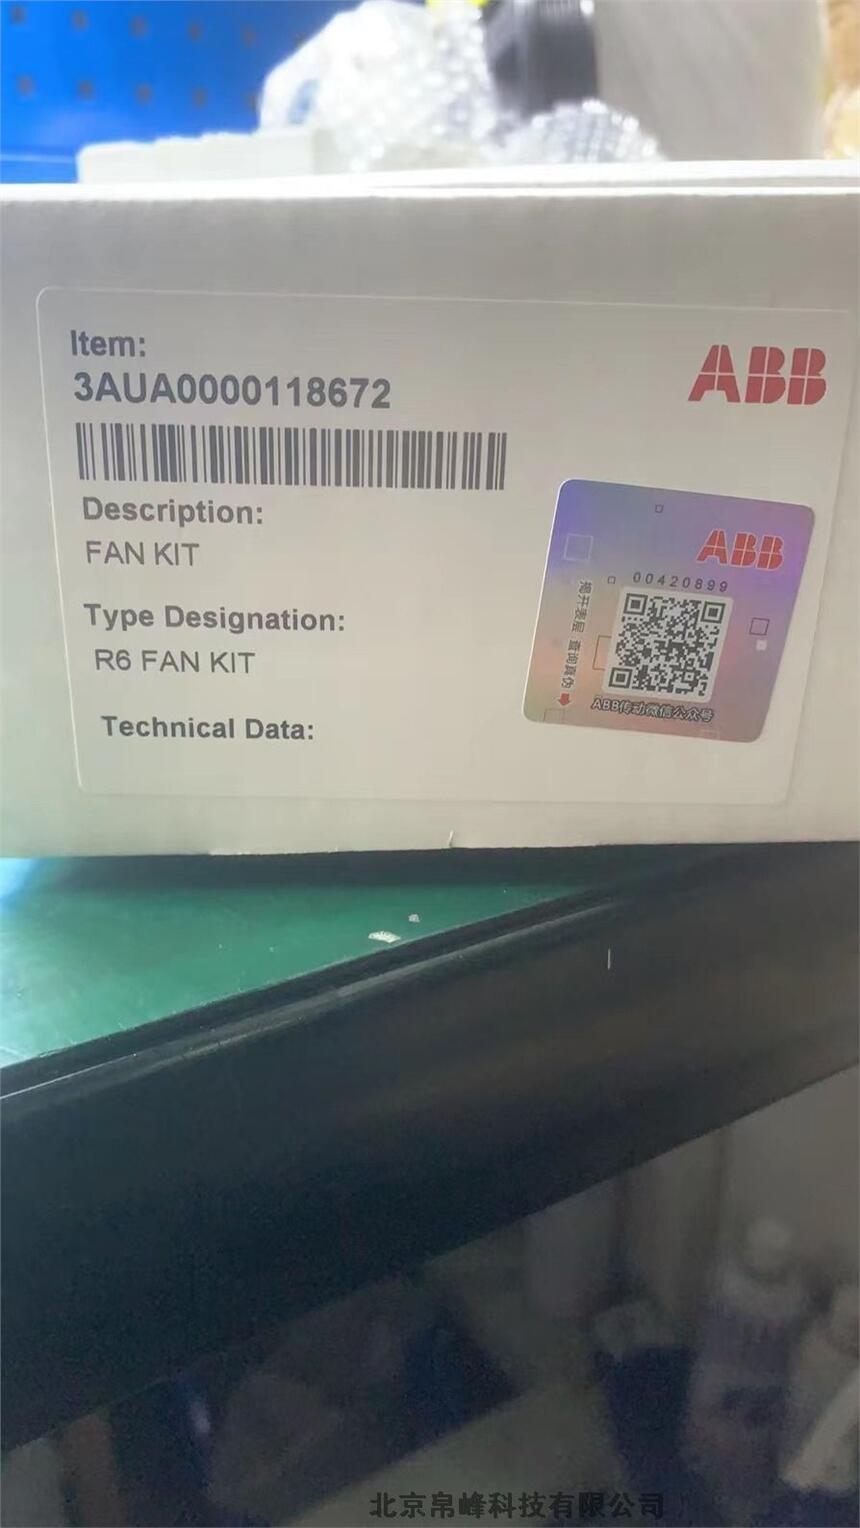 Item:
3AUA0000118672
ABB
Description:
FAN KIT
Type Designation:
R6 FAN KIT
Technical Data:
ABB
00420899
揭开表层 查询真伪
ABB传动微信公众号
北京帛峰科技有限公司